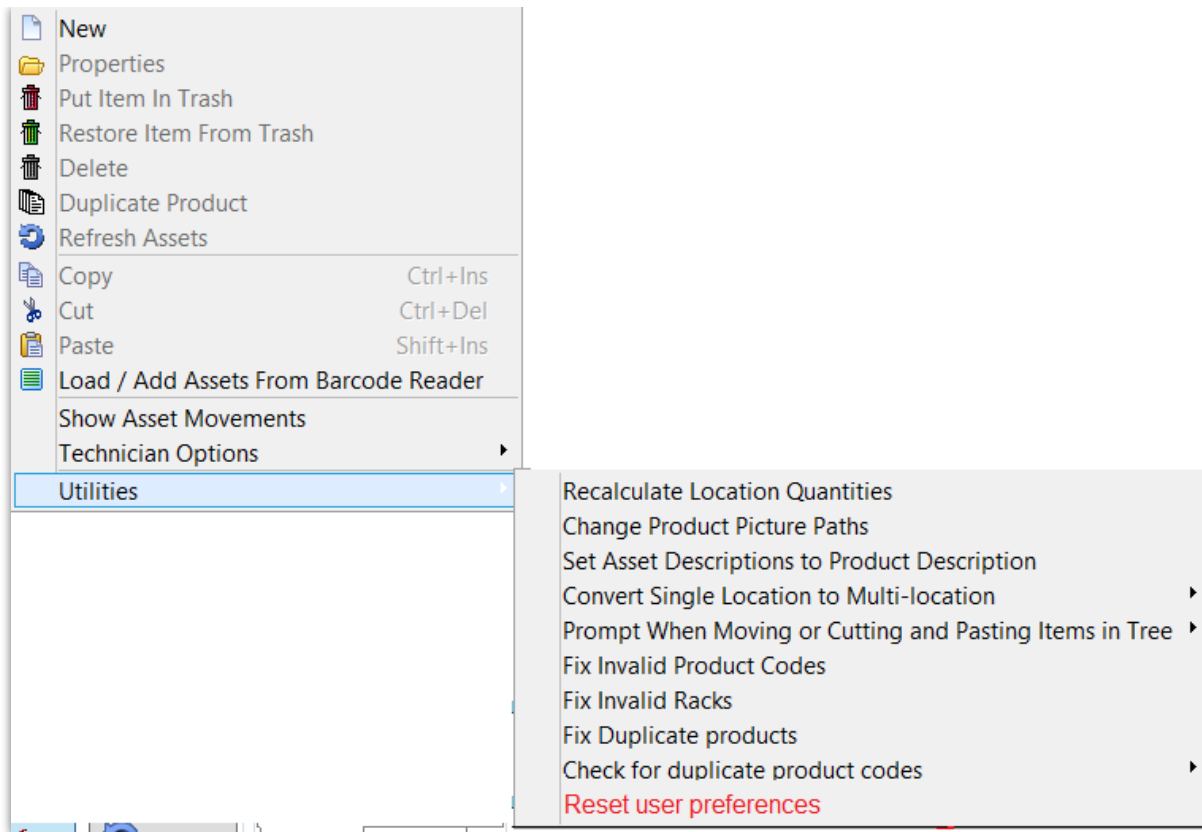 New
Properties
Put Item In Trash
Restore Item From Trash
Delete
Duplicate Product
Refresh Assets
Copy Ctrl+Ins
Cut Ctrl+Del
Paste Shift+Ins
Load / Add Assets From Barcode Reader
Show Asset Movements
Technician Options
Utilities
Recalculate Location Quantities
Change Product Picture Paths
Set Asset Descriptions to Product Description
Convert Single Location to Multi-location
Prompt When Moving or Cutting and Pasting Items in Tree
Fix Invalid Product Codes
Fix Invalid Racks
Fix Duplicate products
Check for duplicate product codes
Reset user preferences